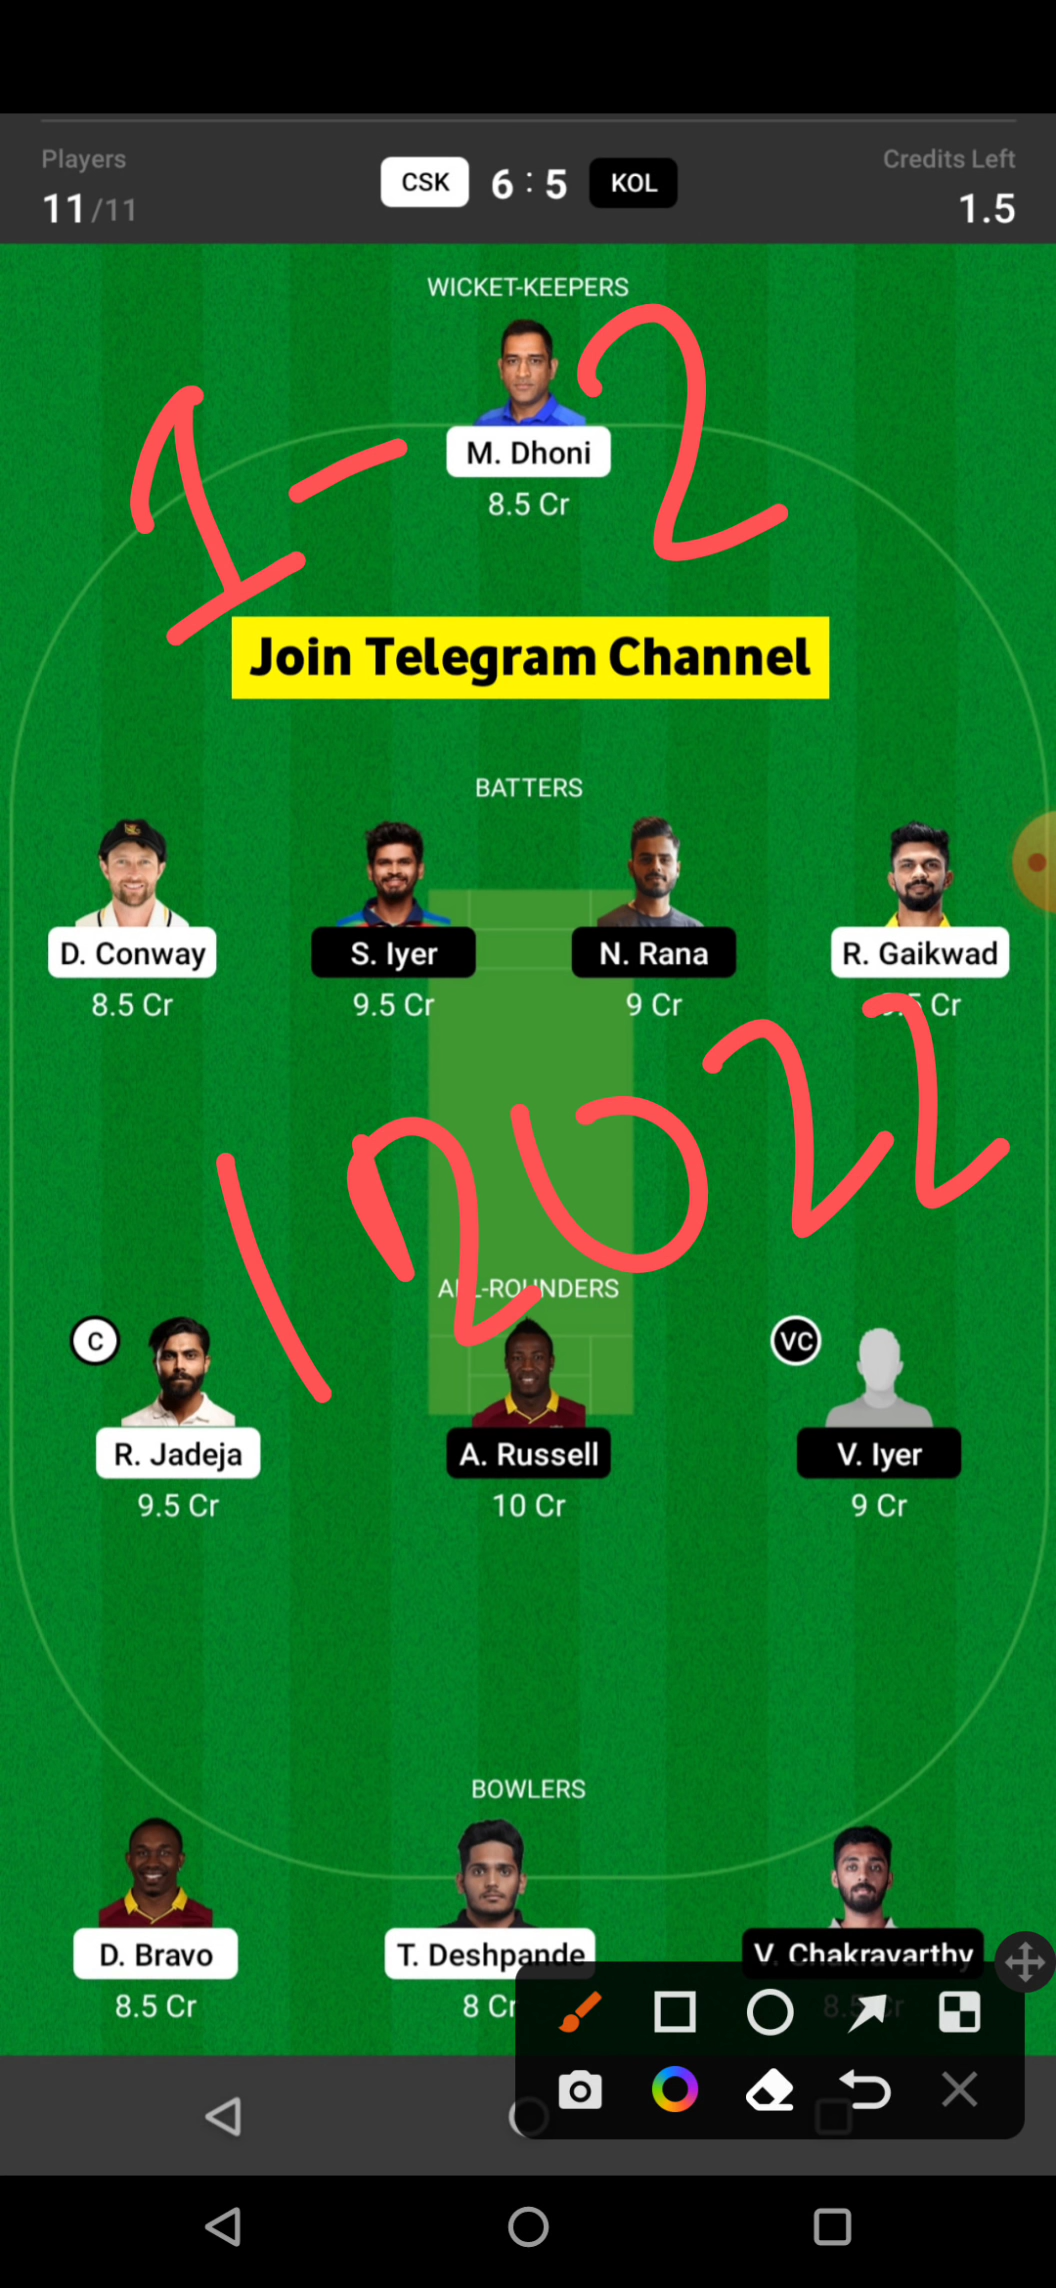 Players CSK 6 : 5 KOL Credits Left
11/11 1.5
WICKET-KEEPERS
1 - 2
M. Dhoni
8.5 Cr
Join Telegram Channel
BATTERS
D. Conway S. Iyer N. Rana R. Gaikwad
8.5 Cr 9.5 Cr 9 Cr Cr
ALL-ROUNDERS
C VC
R. Jadeja A. Russell V. Iyer
9.5 Cr 10 Cr 9 Cr
BOWLERS
D. Bravo T. Deshpande V. Chakravarthy
8.5 Cr 8 Cr 8.5 Cr